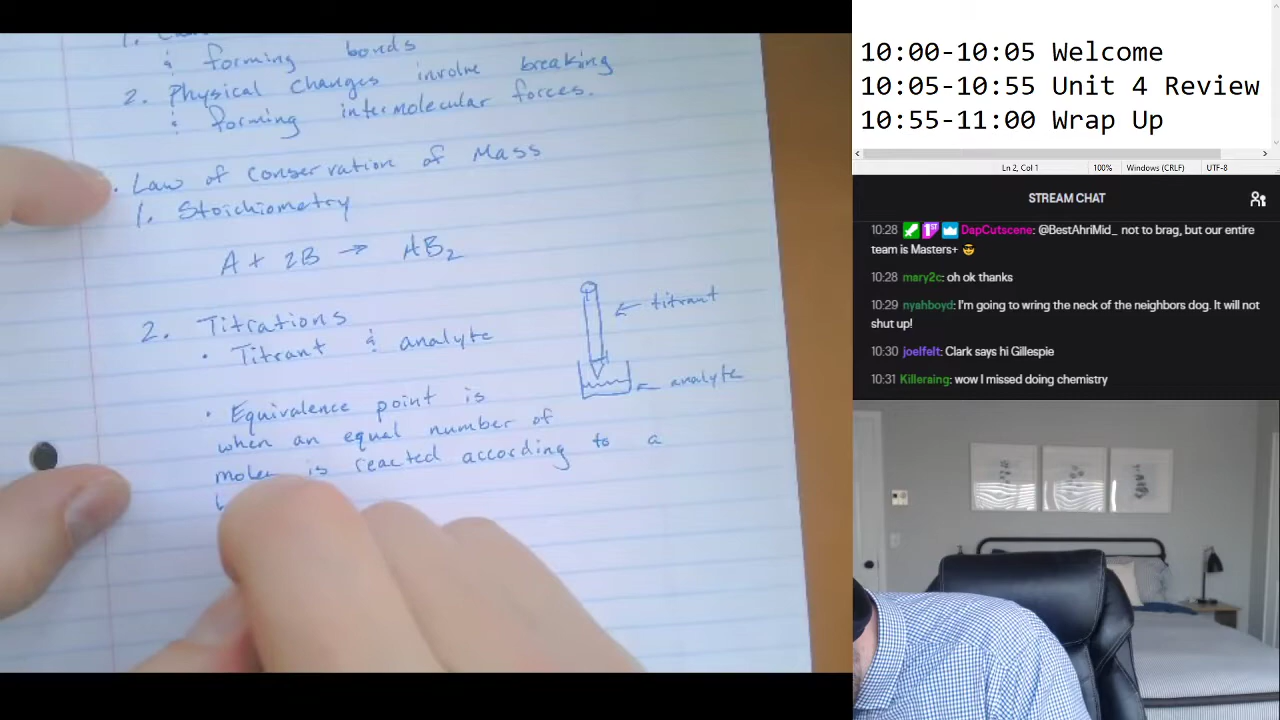 1.
& forming bonds
2. Physical changes involve breaking
& forming intermolecular forces.
. Law of Conservation of Mass
1. Stoichiometry
A + 2B → AB2
2. Titrations
• Titrant & analyte
← titrant
← analyte
• Equivalence point is
when an equal number of
moles is reacted according to a
10:00-10:05 Welcome
10:05-10:55 Unit 4 Review
10:55-11:00 Wrap Up
Ln 2, Col 1 100% Windows (CRLF) UTF-8
STREAM CHAT
10:28 1ST DapCutscene: @BestAhriMid_ not to brag, but our entire
team is Masters+ 😎
10:28 mary2c: oh ok thanks
10:29 nyahboyd: I'm going to wring the neck of the neighbors dog. It will not
shut up!
10:30 joelfelt: Clark says hi Gillespie
10:31 Killeraing: wow I missed doing chemistry